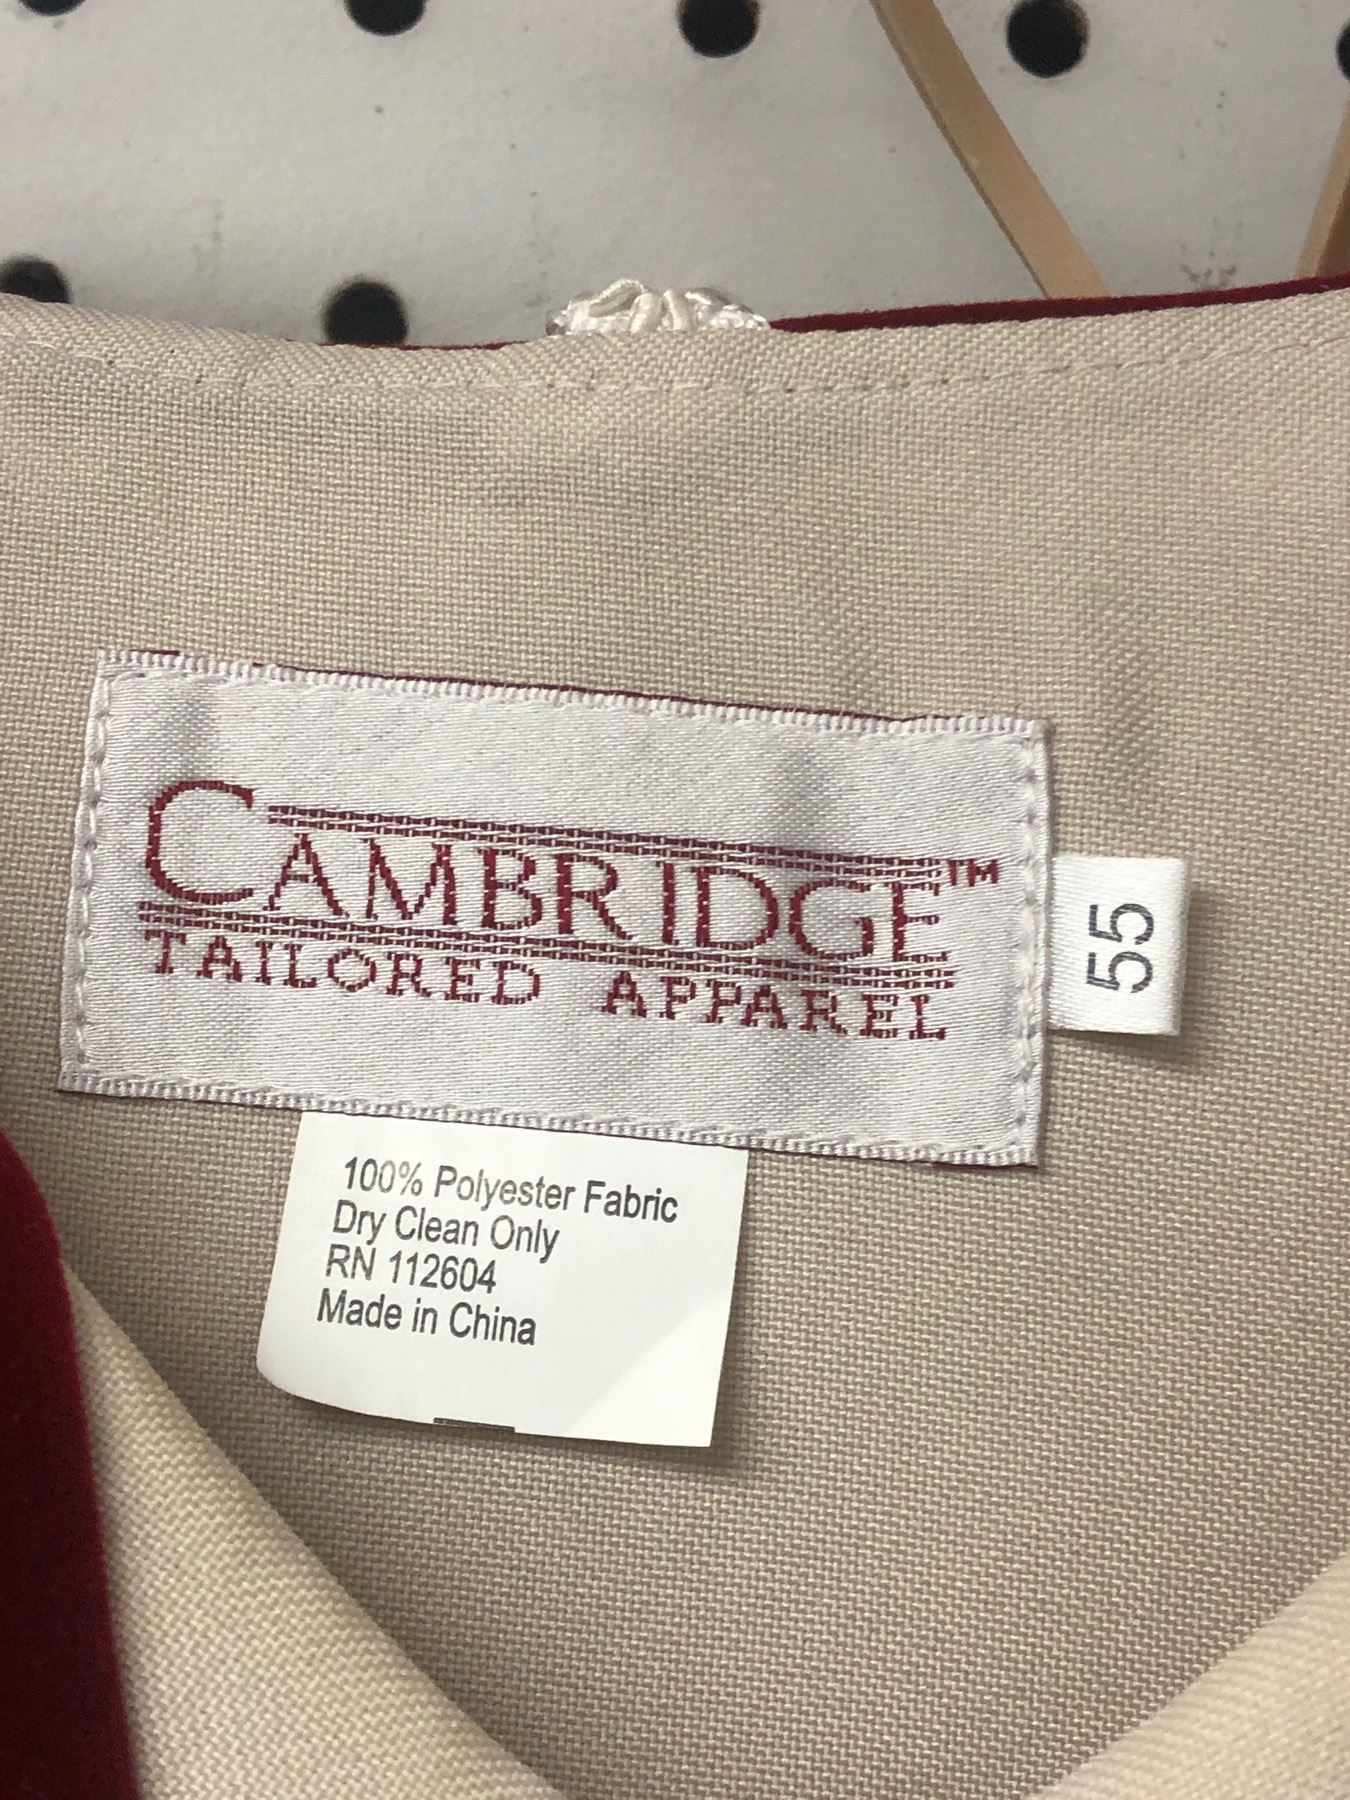 CAMBRIDGE™
TAILORED APPAREL
55
100% Polyester Fabric
Dry Clean Only
RN 112604
Made in China